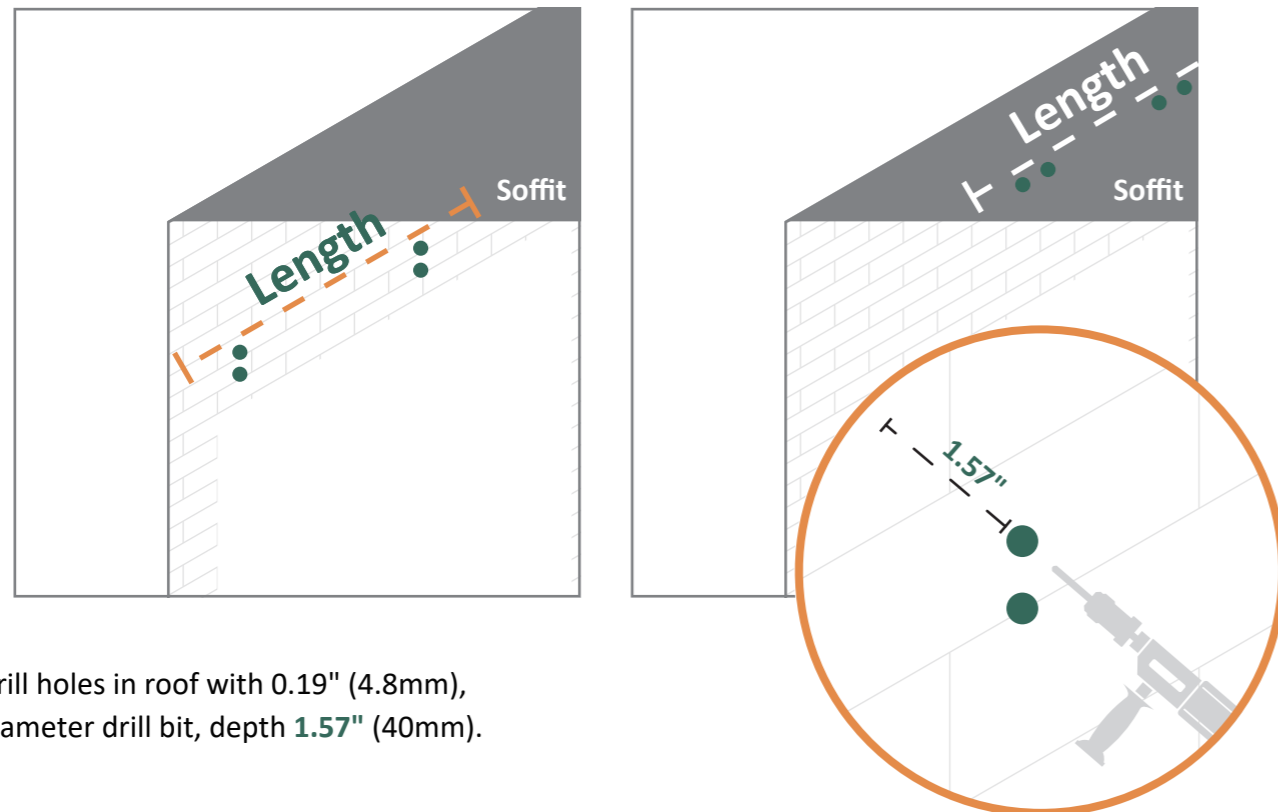 Length
Soffit
Length
Soffit
1.57"
rill holes in roof with 0.19" (4.8mm),
ameter drill bit, depth 1.57" (40mm).